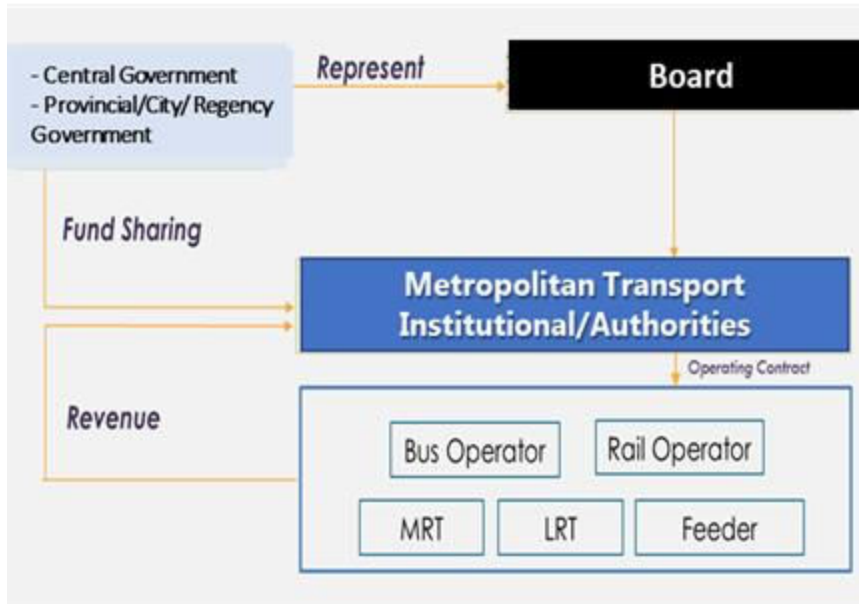 - Central Government
- Provincial/City/ Regency
Government
Represent
Board
Fund Sharing
Metropolitan Transport
Institutional/Authorities
Operating Contract
Revenue
Bus Operator
Rail Operator
MRT
LRT
Feeder